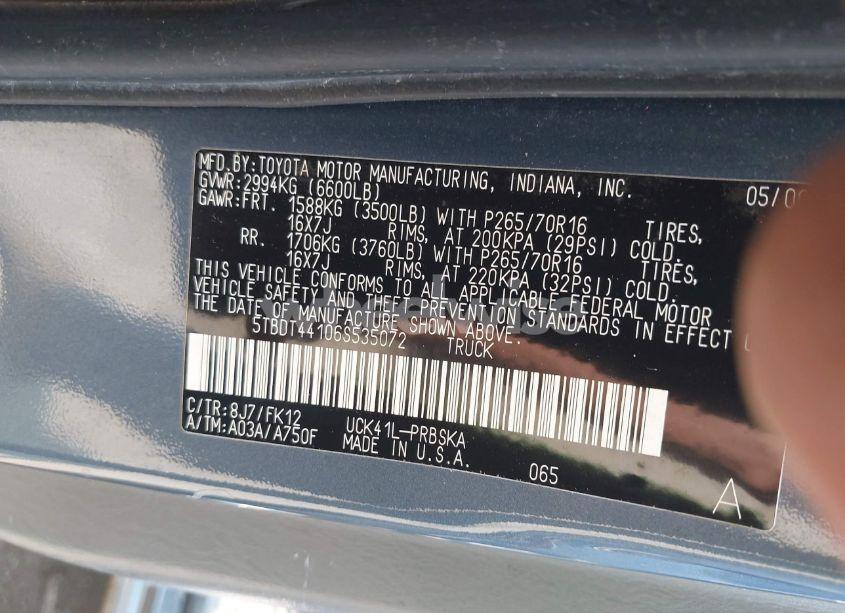 MFD.BY:TOYOTA MOTOR MANUFACTURING, INDIANA, INC. 05/0
GVWR:2994KG (6600LB)
GAWR:FRT. 1588KG (3500LB) WITH P265/70R16 TIRES,
16X7J RIMS, AT 200KPA (29PSI) COLD.
RR. 1706KG (3760LB) WITH P265/70R16 TIRES,
16X7J RIMS, AT 220KPA (32PSI) COLD.
THIS VEHICLE CONFORMS TO ALL APPLICABLE FEDERAL MOTOR
VEHICLE SAFETY AND THEFT PREVENTION STANDARDS IN EFFECT
THE DATE OF MANUFACTURE SHOWN ABOVE.
5TBDT44106S535072 TRUCK
C/TR:8J7/FK12 UCK41L-PRBSKA
A/TM:A03A/A750F MADE IN U.S.A. 065
A